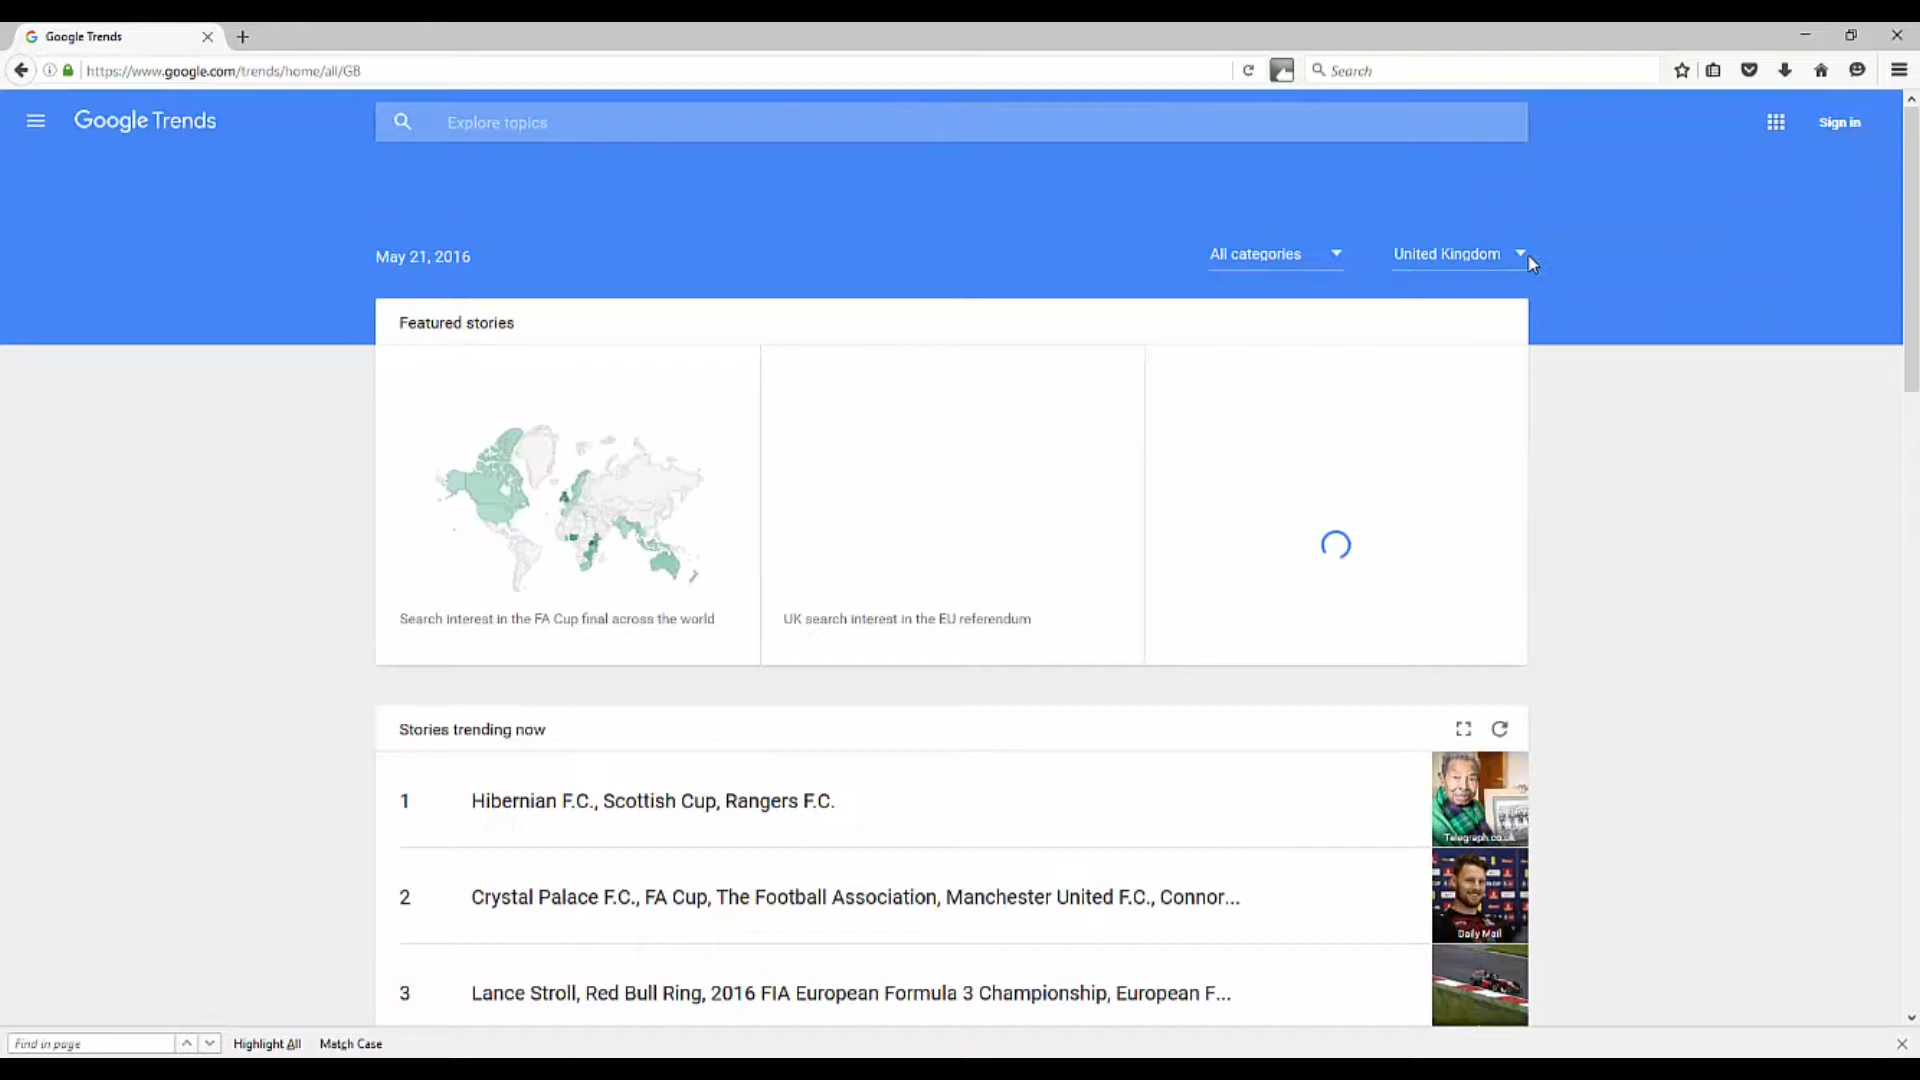 Google Trends
https://www.google.com/trends/home/all/GB
Search
Google Trends
Explore topics
Sign in
May 21, 2016
All categories
United Kingdom
Featured stories
Search interest in the FA Cup final across the world
UK search interest in the EU referendum
Stories trending now
1 Hibernian F.C., Scottish Cup, Rangers F.C.
Telegraph.co.
2 Crystal Palace F.C., FA Cup, The Football Association, Manchester United F.C., Connor...
Daily Mail
3 Lance Stroll, Red Bull Ring, 2016 FIA European Formula 3 Championship, European F...
Find in page
Highlight All
Match Case